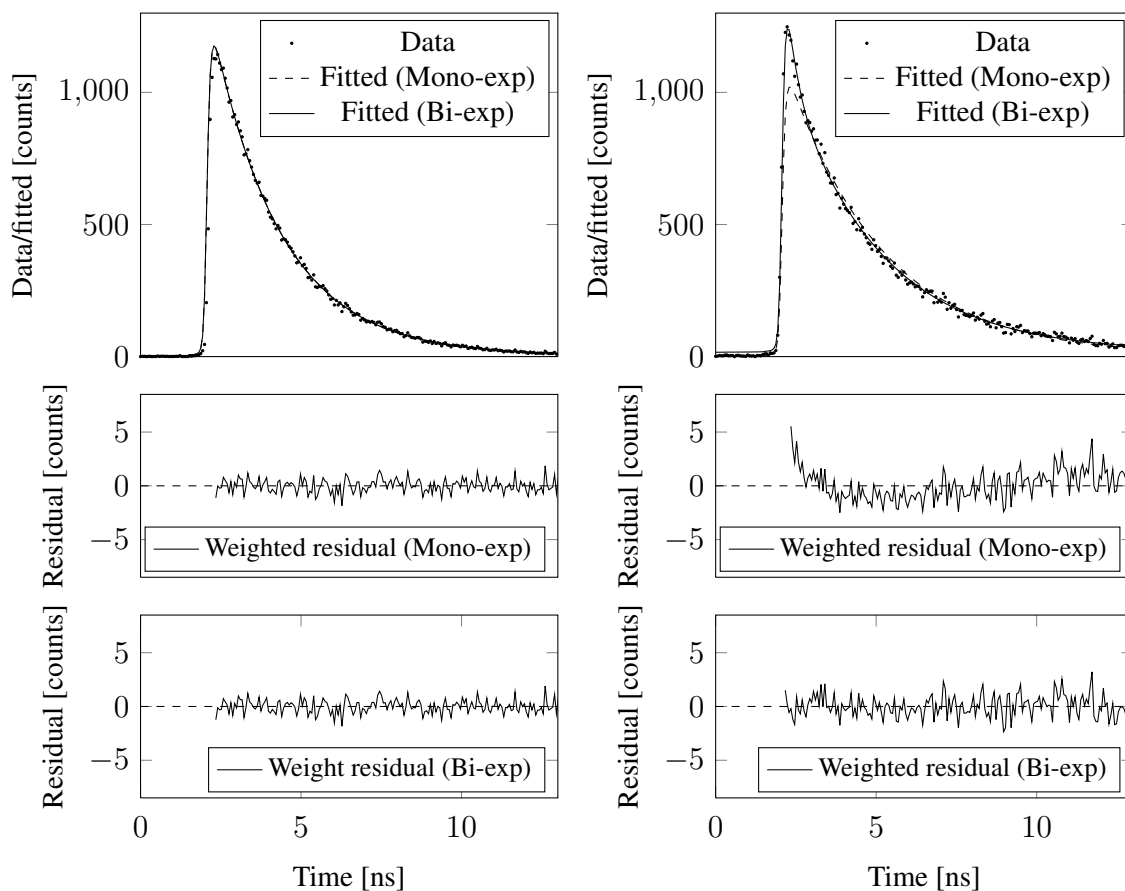 Data
Fitted (Mono-exp)
Fitted (Bi-exp)
1,000
500
0
Data/fitted [counts]
Data
Fitted (Mono-exp)
Fitted (Bi-exp)
1,000
500
0
Data/fitted [counts]
5
0
−5
Residual [counts]
Weighted residual (Mono-exp)
5
0
−5
Residual [counts]
Weighted residual (Mono-exp)
5
0
−5
Residual [counts]
Weight residual (Bi-exp)
0
5
10
Time [ns]
5
0
−5
Residual [counts]
Weighted residual (Bi-exp)
0
5
10
Time [ns]